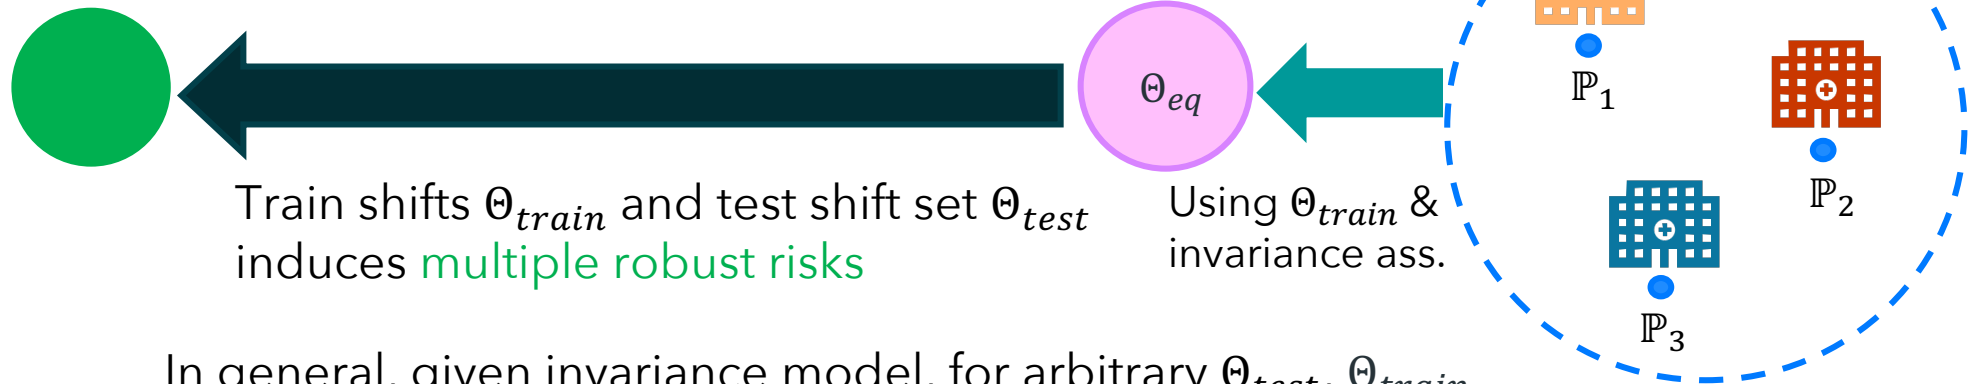 Θ_eq
ℙ_1
ℙ_2
ℙ_3
Train shifts Θ_train and test shift set Θ_test
induces multiple robust risks
Using Θ_train &
invariance ass.
In general, given invariance model, for arbitrary Θ_test, Θ_train